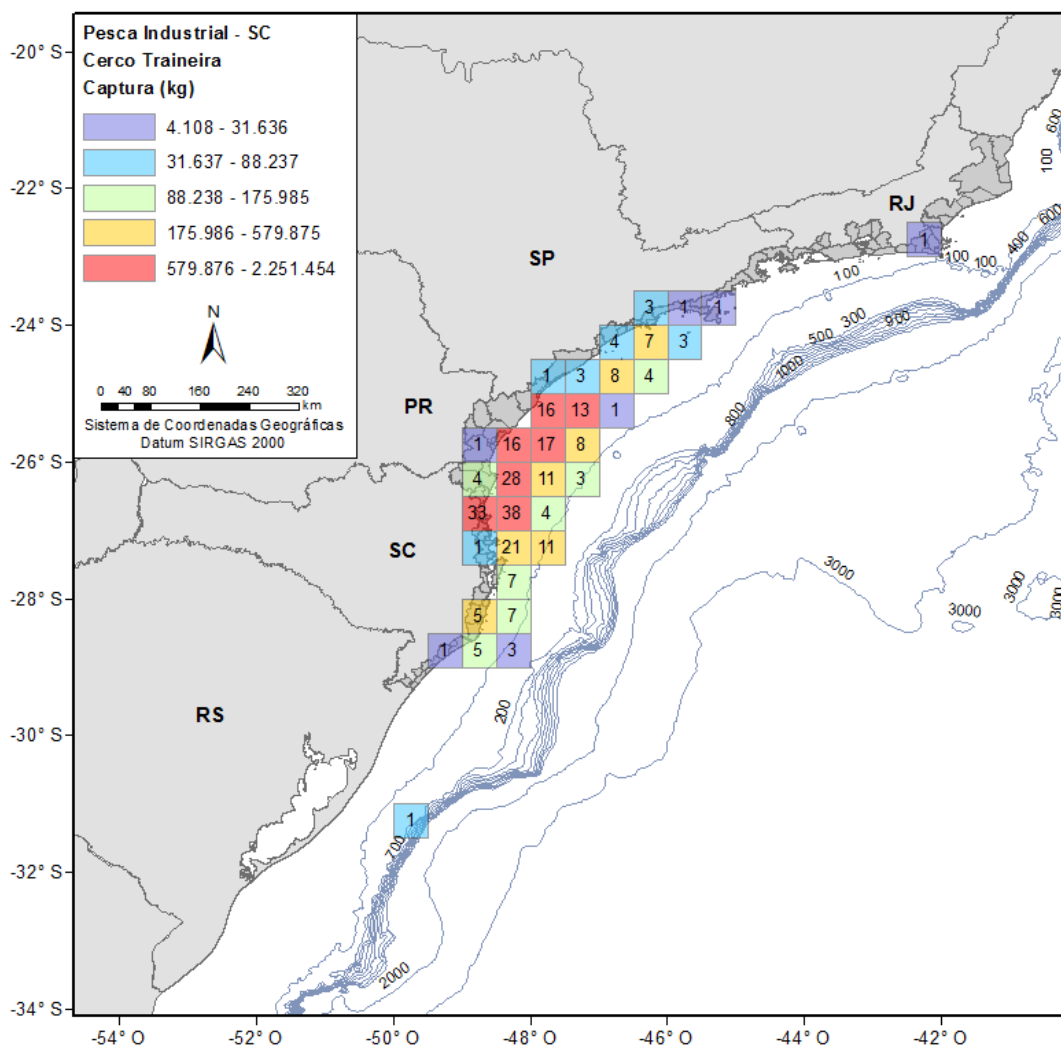 Pesca Industrial - SC
Cerco Traineira
Captura (kg)
4.108 - 31.636
31.637 - 88.237
88.238 - 175.985
175.986 - 579.875
579.876 - 2.251.454
N
0 40 80 160 240 320
km
Sistema de Coordenadas Geográficas
Datum SIRGAS 2000
-20° S
-22° S
-24° S
-26° S
-28° S
-30° S
-32° S
-34° S
-54° O -52° O -50° O -48° O -46° O -44° O -42° O
RJ
SP
PR
SC
RS
1
3 1 1
4 7 3
1 3 8 4
16 13 1
1 16 17 8
4 28 11 3
33 38 4
1 21 11
7
5 7
1 5 3
1
600
100
600
400
100
100
100
300
900
500
1000
800
3000
3000
3000
3000
200
700
2000